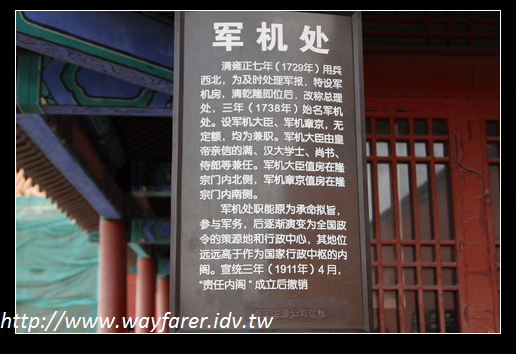 军机处
清雍正七年（1729年）用兵
西北，为及时处理军报，特设军
机房，清乾隆即位后，改称总理
处，三年（1738年）始名军机
处。设军机大臣、军机章京，无
定额，均为兼职。军机大臣由皇
帝亲信的满、汉大学士、尚书、
侍郎等兼任。军机大臣值房在隆
宗门内北侧，军机章京值房在隆
宗门内南侧。
军机处职能原为承命拟旨，
参与军务，后逐渐演变为全国政
令的策源地和行政中心，其地位
远远高于作为国家行政中枢的内
阁。宣统三年（1911年）4月，
"责任内阁"成立后撤销
http://www.wayfarer.idv.tw